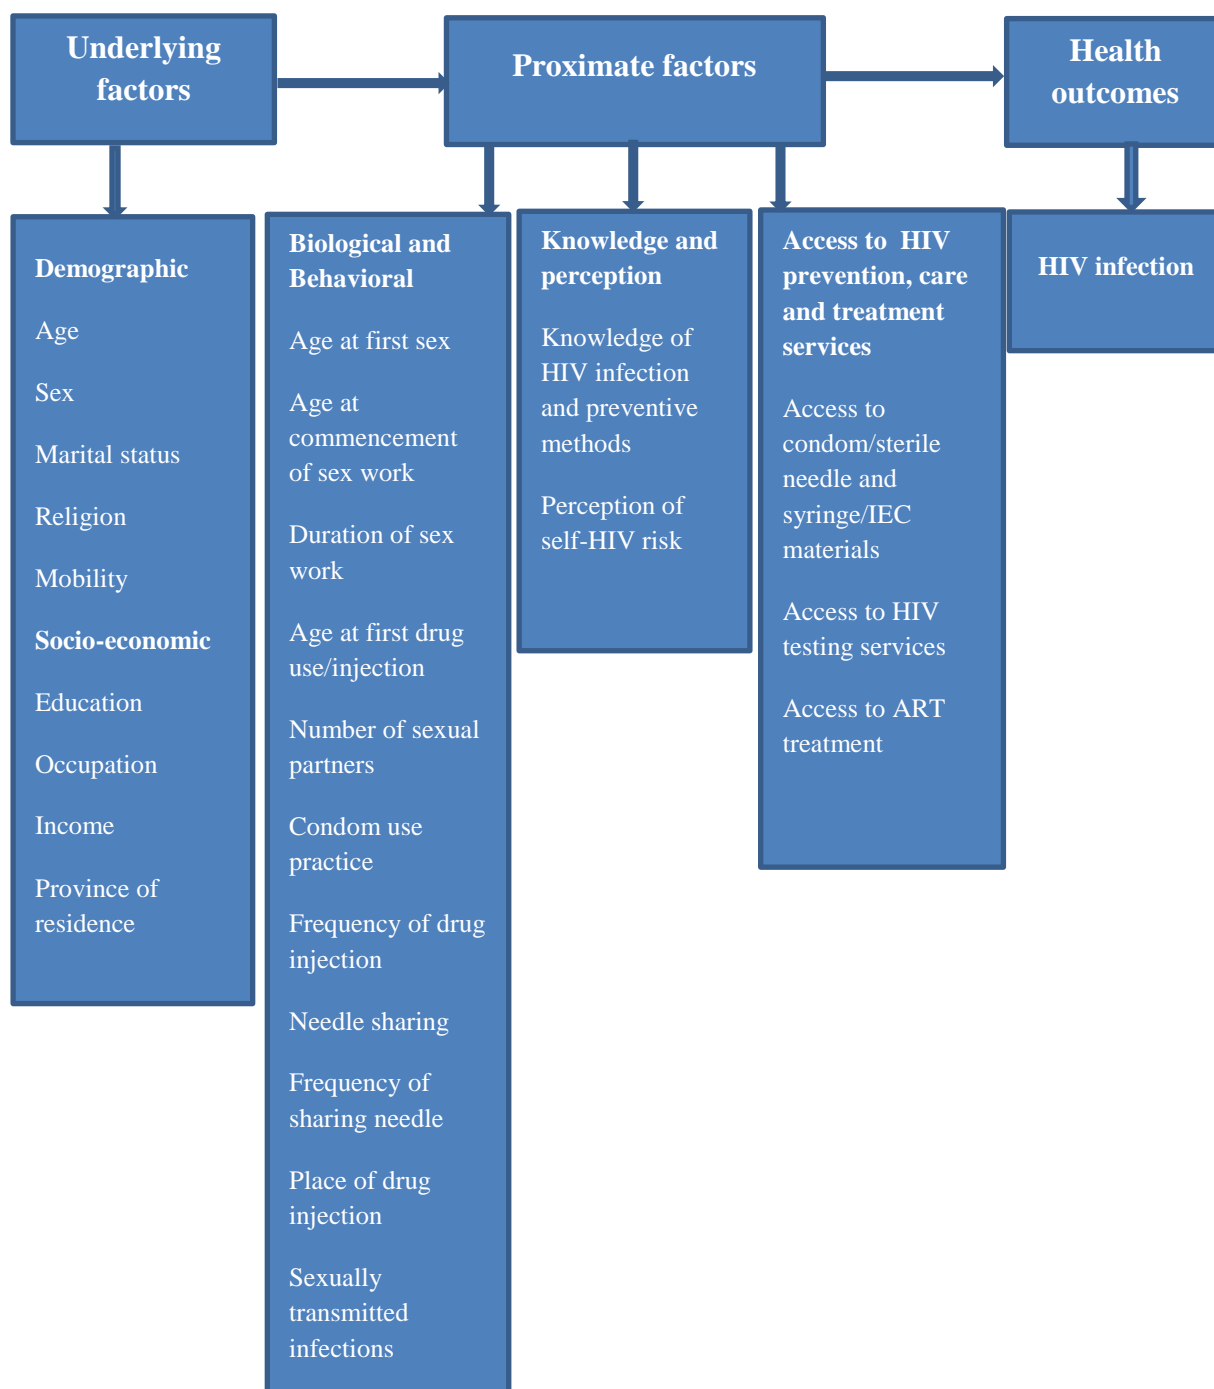 Underlying
factors
Proximate factors
Health
outcomes
Demographic
Age
Sex
Marital status
Religion
Mobility
Socio-economic
Education
Occupation
Income
Province of
residence
Biological and
Behavioral
Age at first sex
Age at
commencement
of sex work
Duration of sex
work
Age at first drug
use/injection
Number of sexual
partners
Condom use
practice
Frequency of drug
injection
Needle sharing
Frequency of
sharing needle
Place of drug
injection
Sexually
transmitted
infections
Knowledge and
perception
Knowledge of
HIV infection
and preventive
methods
Perception of
self-HIV risk
Access to  HIV
prevention, care
and treatment
services
Access to
condom/sterile
needle and
syringe/IEC
materials
Access to HIV
testing services
Access to ART
treatment
HIV infection